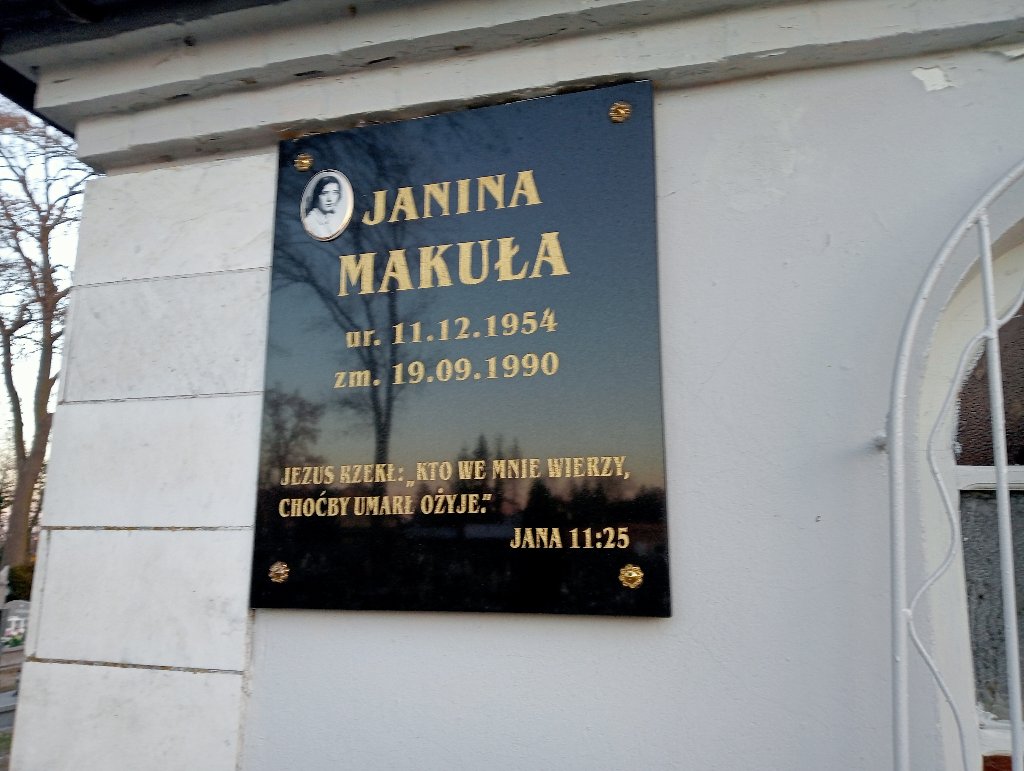 JANINA
MAKUŁA
ur. 11.12.1954
zm. 19.09.1990
JEZUS RZEKŁ: „KTO WE MNIE WIERZY,
CHOĆBY UMARŁ OŻYJE."
JANA 11:25